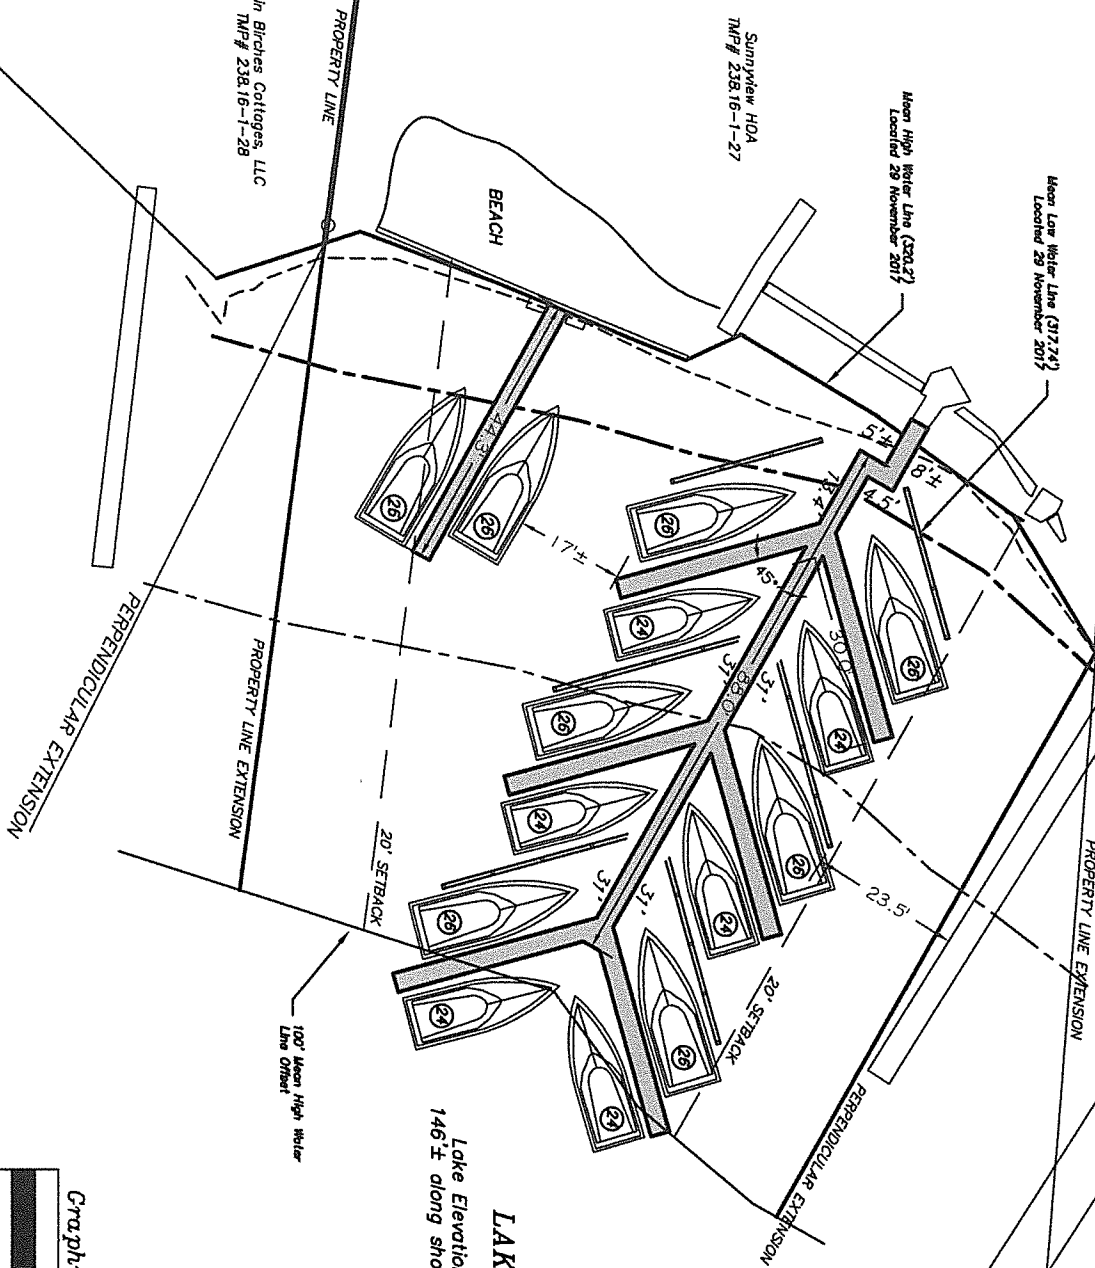 in Birches Cottages, LLC
TMP# 238.16-1-28
PROPERTY LINE
Sunnyview HOA
TMP# 238.16-1-27
Mean High Water Line (320.2')
Located 29 November 2017
Mean Low Water Line (317.74')
Located 29 November 2017
BEACH
5'±
8'±
4.5'
13.4'
44.3'
17'±
45°
30.0
26
26
26
26
24
24
31'
31'
88.0
26
26
24
24
31'
31'
26
26
24
24
23.5'
20' SETBACK
20' SETBACK
PERPENDICULAR EXTENSION
PROPERTY LINE EXTENSION
PROPERTY LINE EXTENSION
PERPENDICULAR EXTENSION
100' Mean High Water
Line Offset
LAK
Lake Elevatio
146'± along sho
Graph